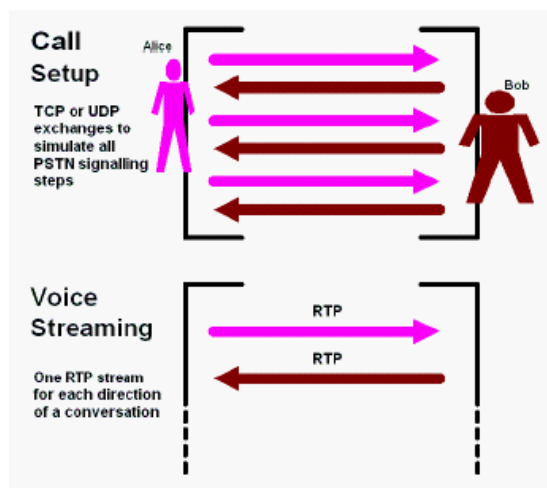 Call
Setup
Alice
Bob
TCP or UDP
exchanges to
simulate all
PSTN signalling
steps
Voice
Streaming
RTP
RTP
One RTP stream
for each direction
of a conversation